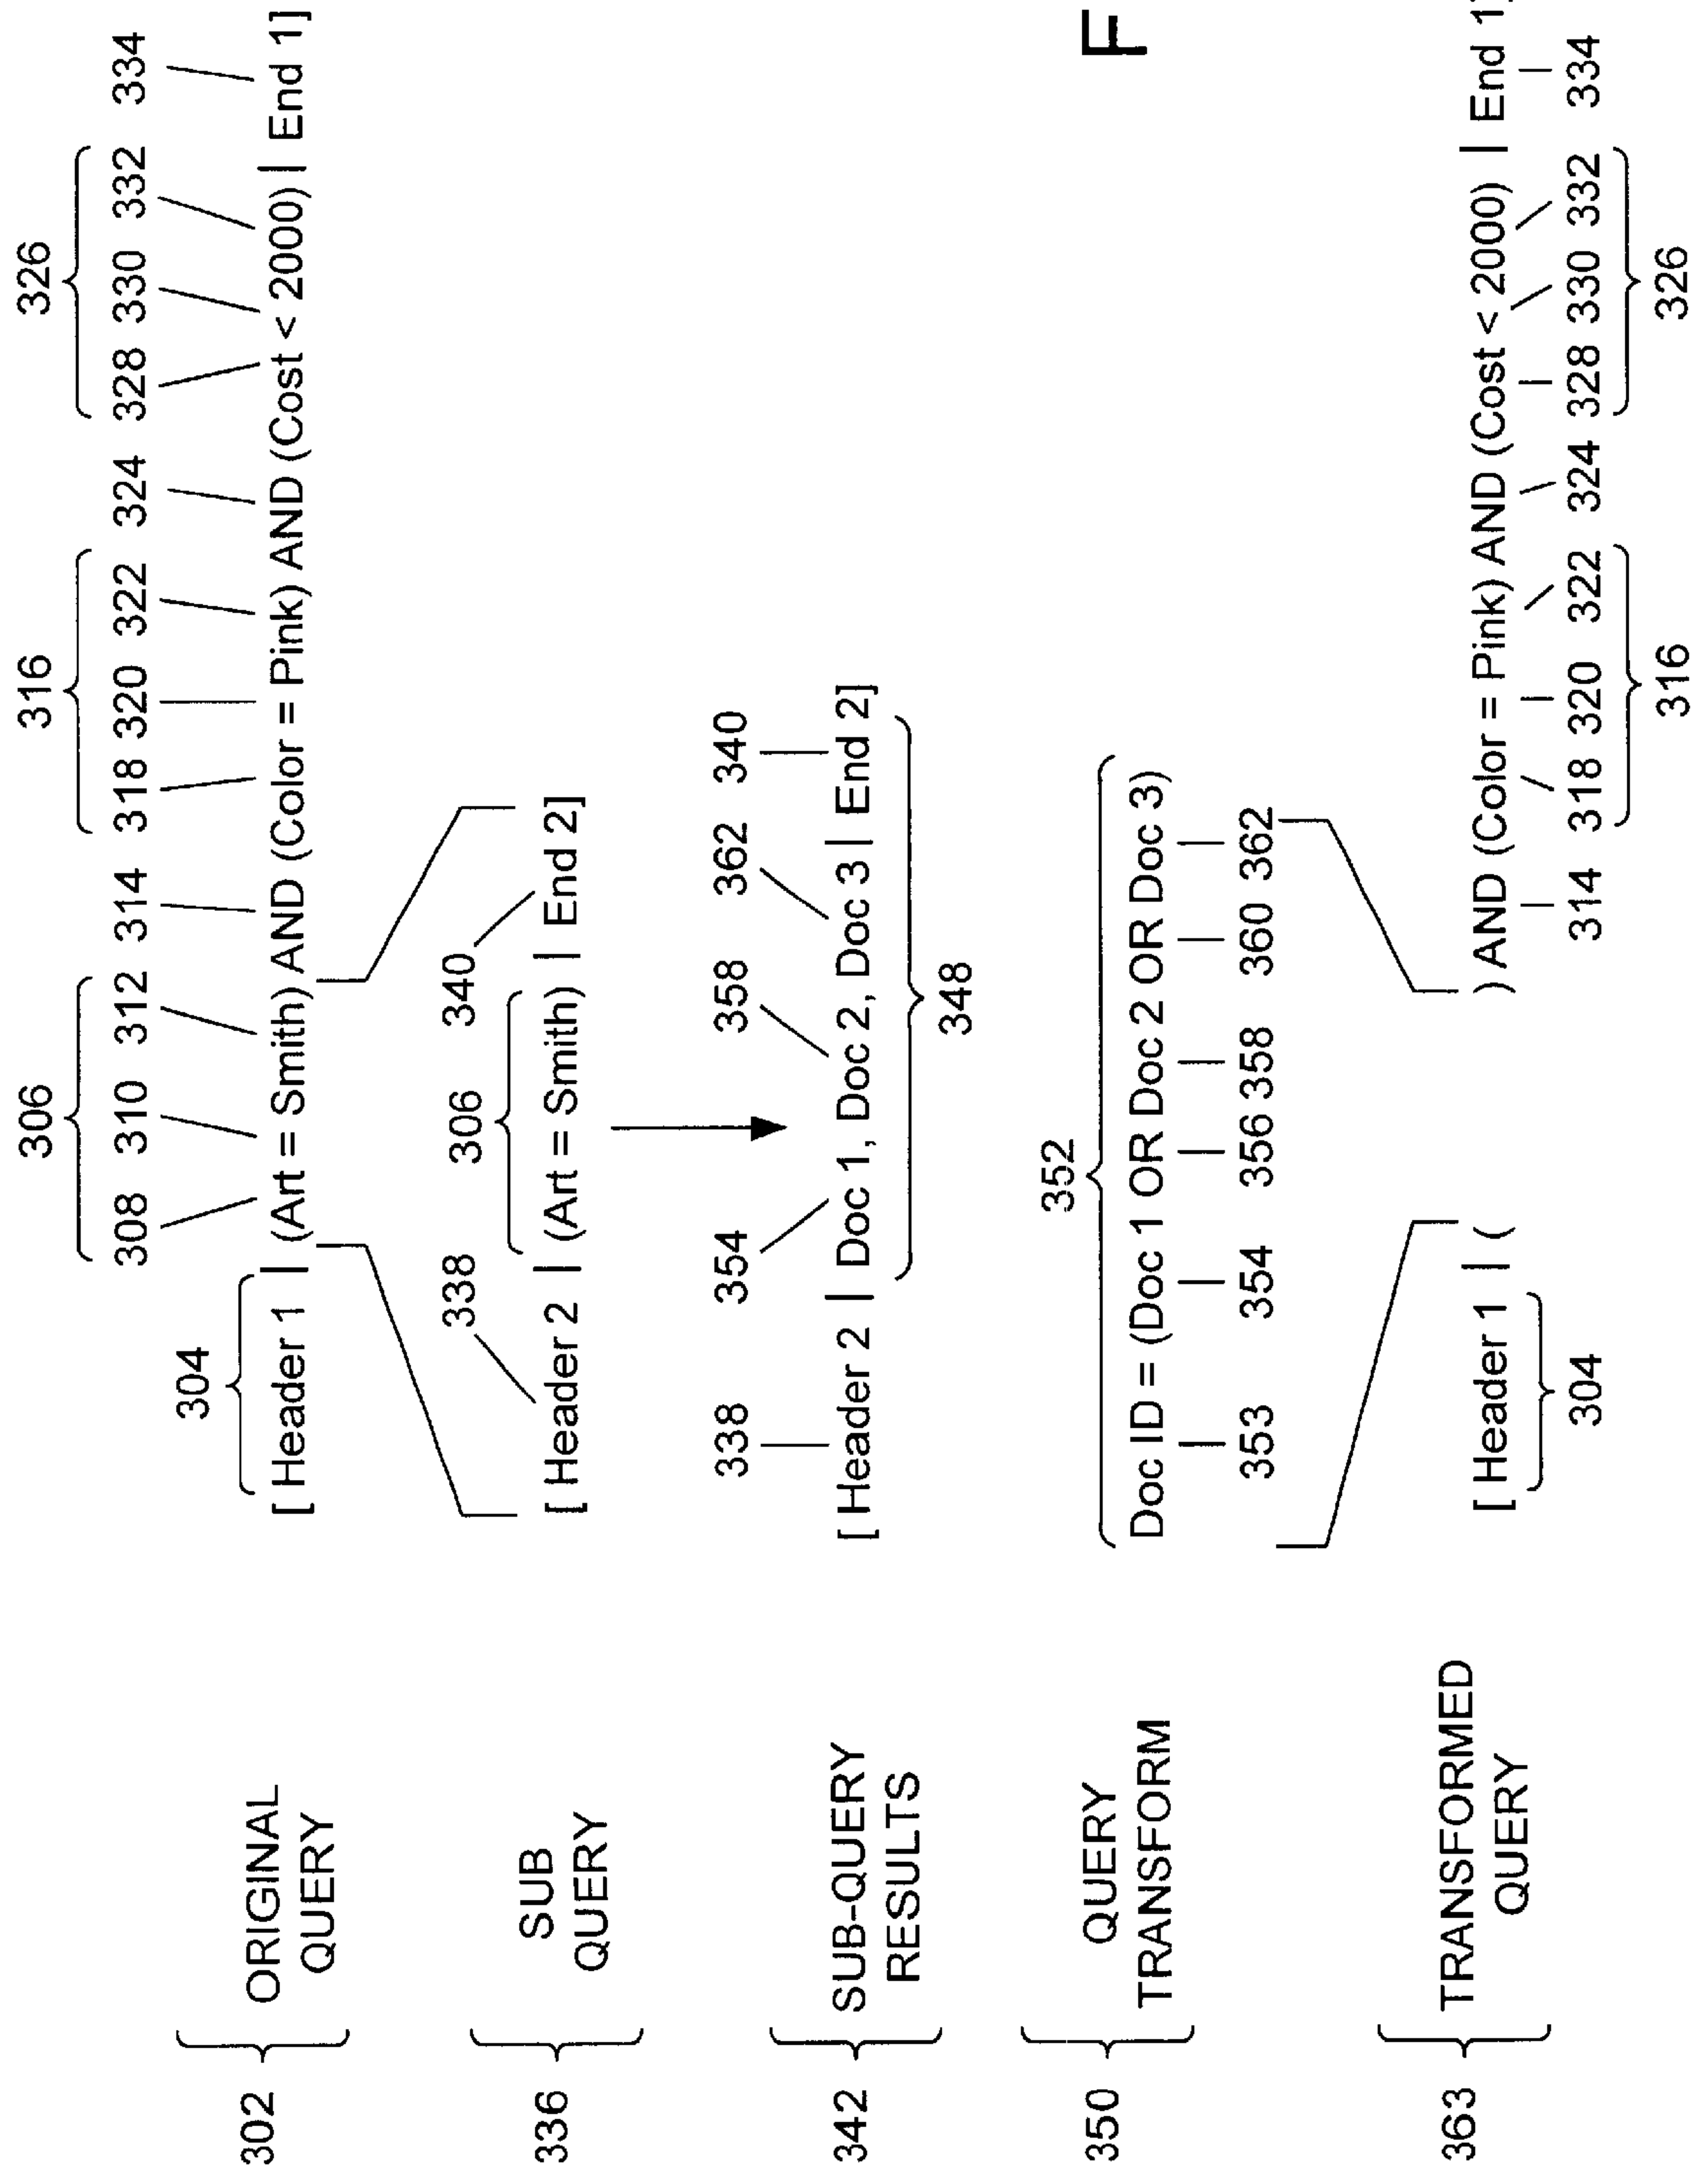 316 326
306 308 310 312 314 318 320 322 324 328 330 332 334
304
302 ORIGINAL QUERY [ Header 1 | (Art = Smith) AND (Color = Pink) AND (Cost < 2000) | End 1]
338 306 340
336 SUB QUERY [ Header 2 | (Art = Smith) | End 2]
338 354 358 362 340
342 SUB-QUERY RESULTS [ Header 2 | Doc 1, Doc 2, Doc 3 | End 2]
348
352
350 QUERY TRANSFORM Doc ID = (Doc 1 OR Doc 2 OR Doc 3)
353 354 356 358 360 362
F
363 TRANSFORMED QUERY [ Header 1 | ( ) AND (Color = Pink) AND (Cost < 2000) | End 1]
304 314 318 320 322 324 328 330 332 334
316 326